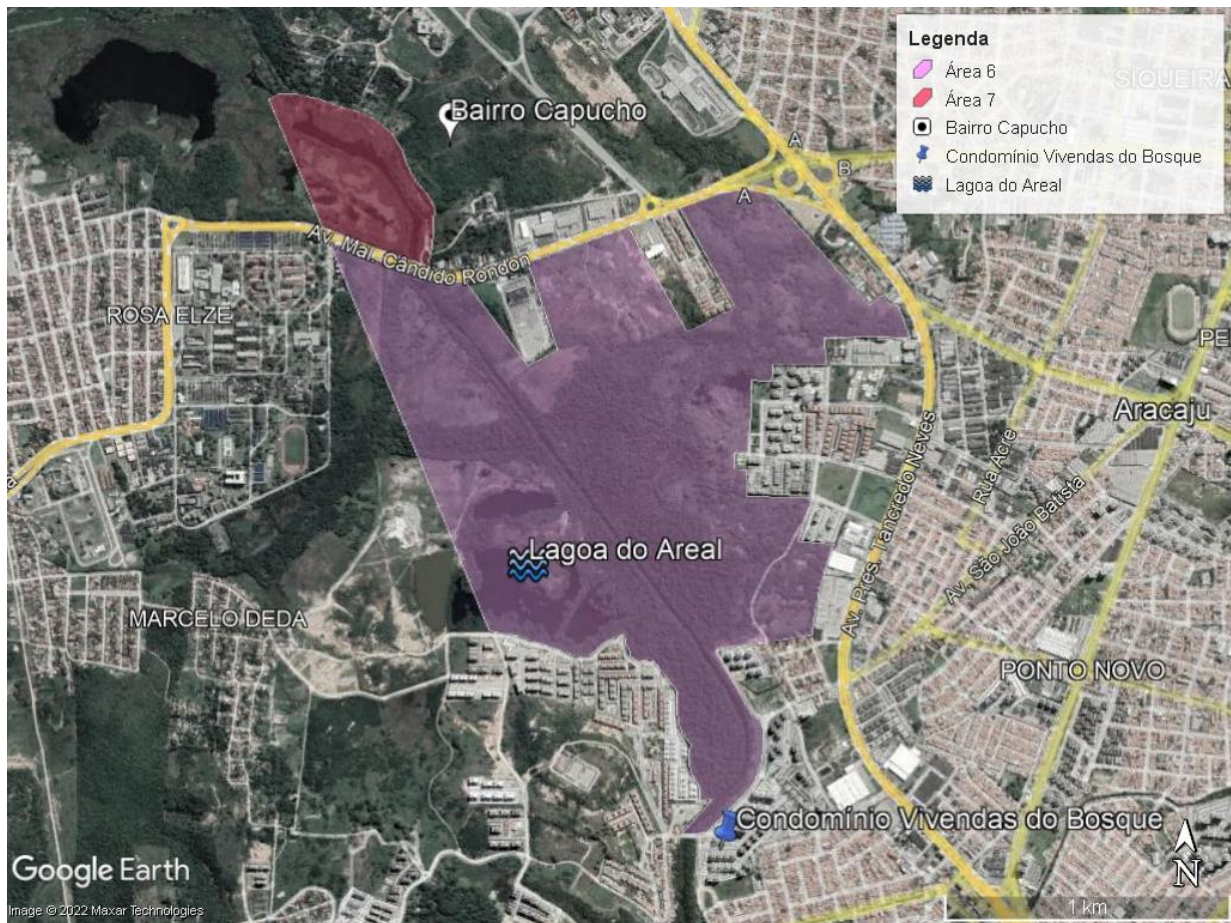 Legenda
Área 6
Área 7
Bairro Capucho
Condomínio Vivendas do Bosque
Lagoa do Areal
SIQUEIRA
Bairro Capucho
A
B
A
Av. Mal. Cândido Rondon
ROSA ELZE
PE
Aracaju
Av. Pres. Tancredo Neves
Rua Acre
Av. São João Batista
a
Lagoa do Areal
MARCELO DEDA
PONTO NOVO
Condomínio Vivendas do Bosque
N
Google Earth
Image © 2022 Maxar Technologies
1 km